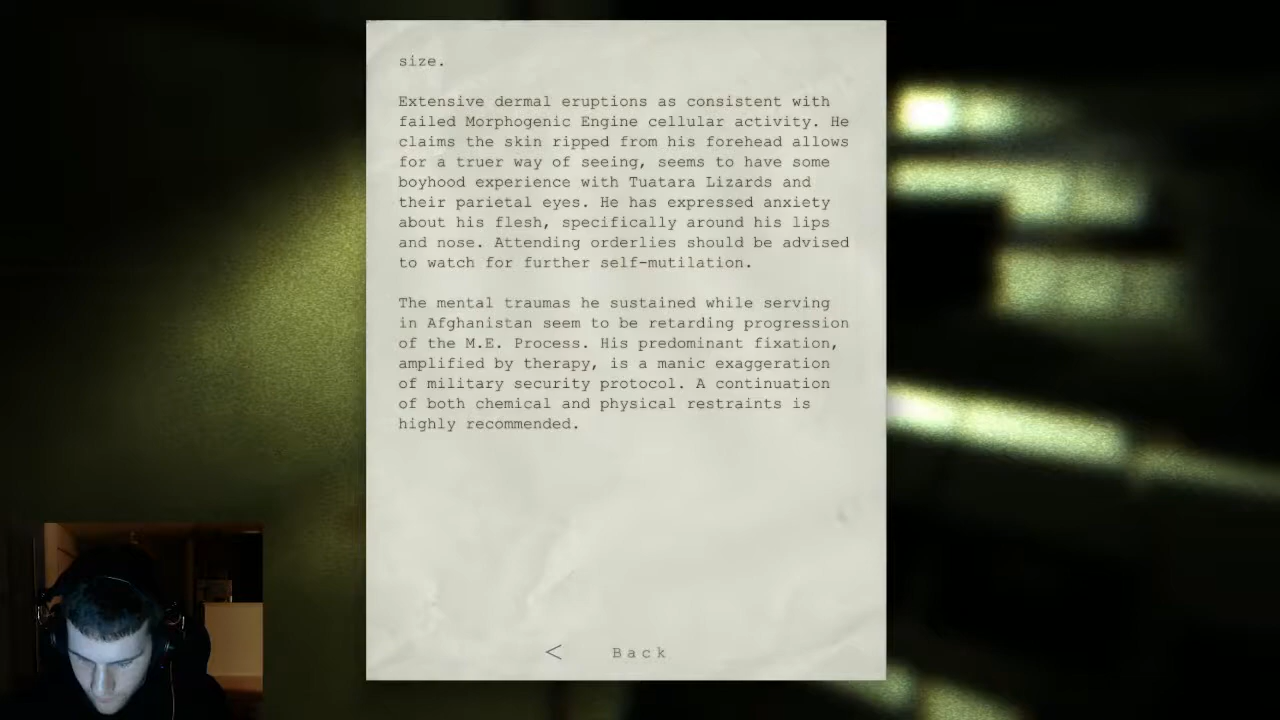 size.
Extensive dermal eruptions as consistent with
failed Morphogenic Engine cellular activity. He
claims the skin ripped from his forehead allows
for a truer way of seeing, seems to have some
boyhood experience with Tuatara Lizards and
their parietal eyes. He has expressed anxiety
about his flesh, specifically around his lips
and nose. Attending orderlies should be advised
to watch for further self-mutilation.
The mental traumas he sustained while serving
in Afghanistan seem to be retarding progression
of the M.E. Process. His predominant fixation,
amplified by therapy, is a manic exaggeration
of military security protocol. A continuation
of both chemical and physical restraints is
highly recommended.
< Back